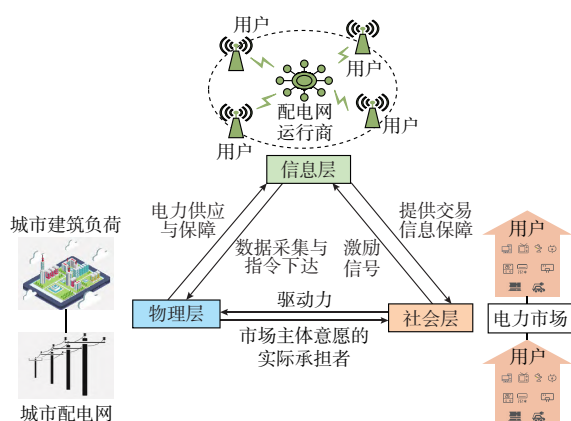 用户
用户
配电网
运行商
用户
用户
信息层
城市建筑负荷
电力供应
与保障
提供交易
信息保障
用户
数据采集与
指令下达
激励
信号
驱动力
物理层
社会层
电力市场
市场主体意愿的
实际承担者
用户
城市配电网